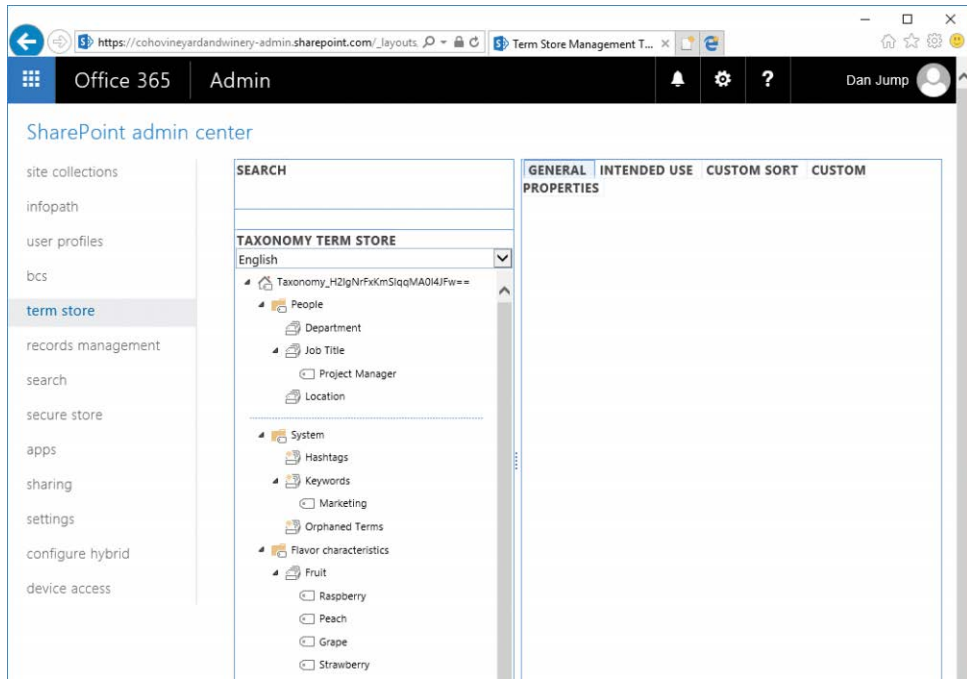 https://cohovineyardandwinery-admin.sharepoint.com/_layouts
Term Store Management T...
Office 365
Admin
?
Dan Jump
SharePoint admin center
site collections
infopath
user profiles
bcs
term store
records management
search
secure store
apps
sharing
settings
configure hybrid
device access
SEARCH
TAXONOMY TERM STORE
English
Taxonomy_H2IgNrFxKmSIqqMA0I4JFw==
People
Department
Job Title
Project Manager
Location
System
Hashtags
Keywords
Marketing
Orphaned Terms
Flavor characteristics
Fruit
Raspberry
Peach
Grape
Strawberry
GENERAL INTENDED USE CUSTOM SORT CUSTOM
PROPERTIES